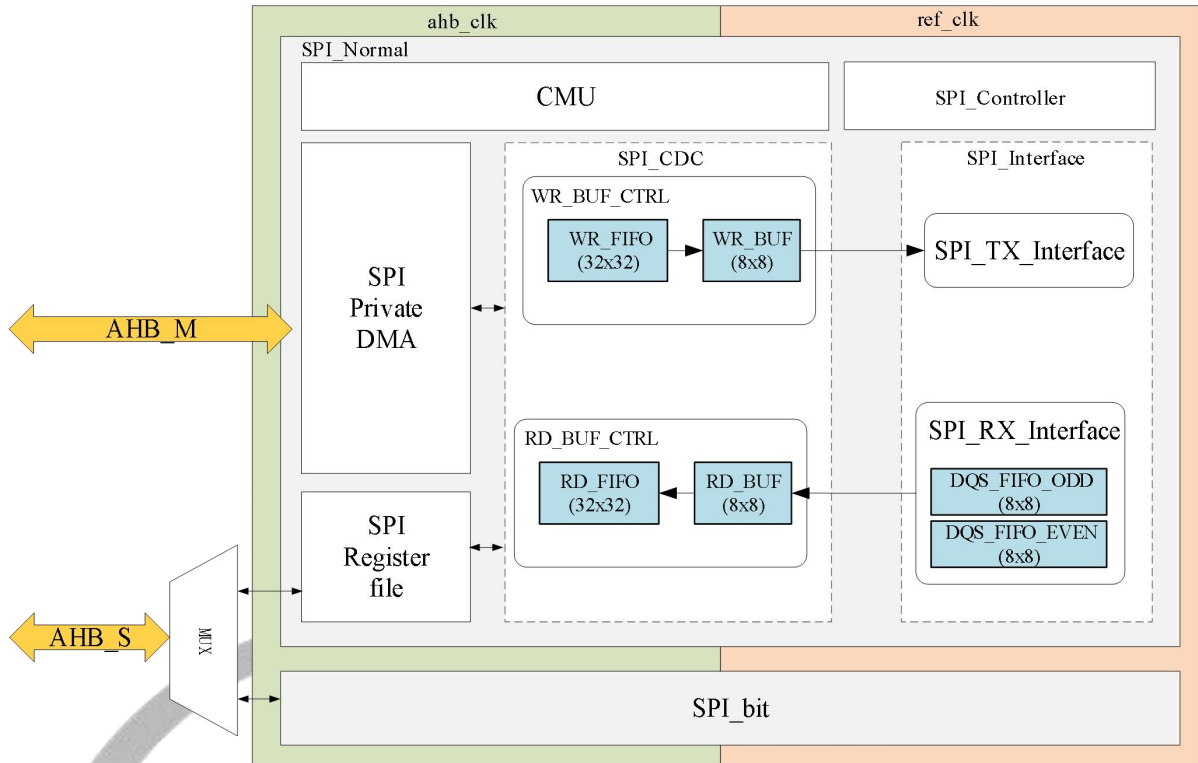 ahb_clk
ref_clk
SPI_Normal
CMU
SPI_Controller
SPI_CDC
SPI_Interface
WR_BUF_CTRL
WR_FIFO
(32x32)
WR_BUF
(8x8)
SPI_TX_Interface
SPI
Private
DMA
AHB_M
RD_BUF_CTRL
RD_FIFO
(32x32)
RD_BUF
(8x8)
SPI_RX_Interface
DQS_FIFO_ODD
(8x8)
DQS_FIFO_EVEN
(8x8)
SPI
Register
file
AHB_S
MUX
SPI_bit